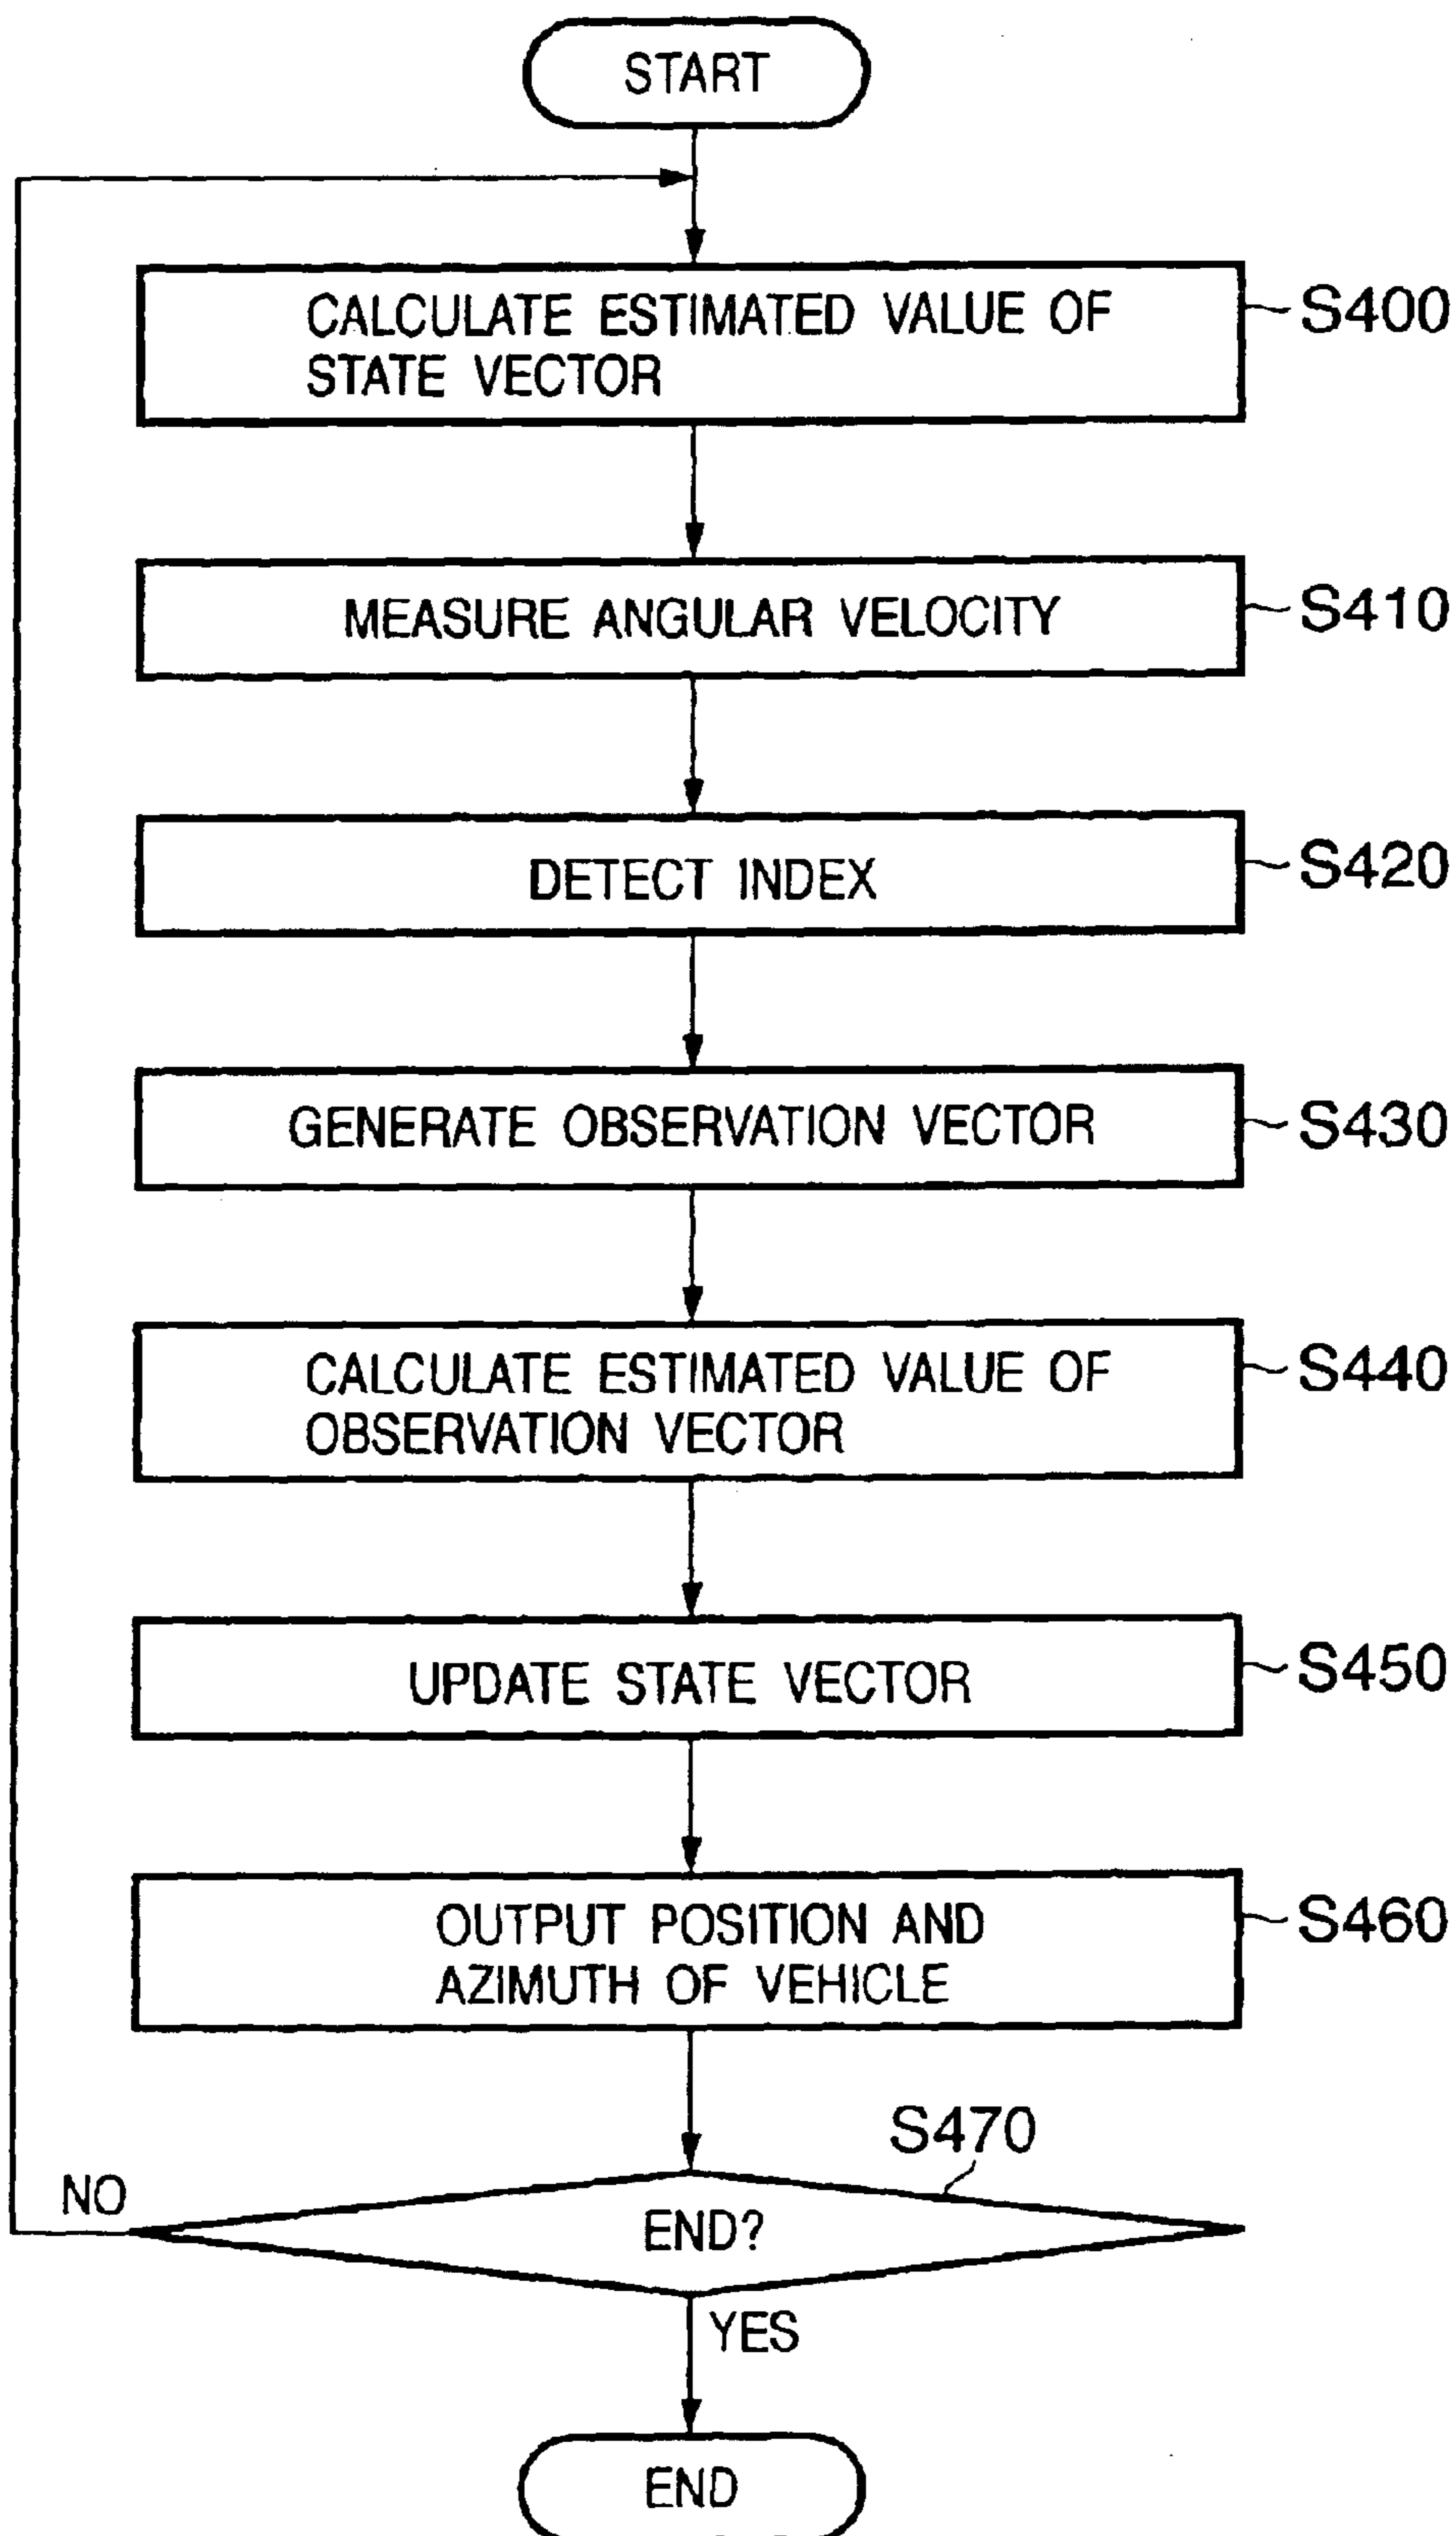 START
CALCULATE ESTIMATED VALUE OF
STATE VECTOR
S400
MEASURE ANGULAR VELOCITY
S410
DETECT INDEX
S420
GENERATE OBSERVATION VECTOR
S430
CALCULATE ESTIMATED VALUE OF
OBSERVATION VECTOR
S440
UPDATE STATE VECTOR
S450
OUTPUT POSITION AND
AZIMUTH OF VEHICLE
S460
S470
NO
END?
YES
END